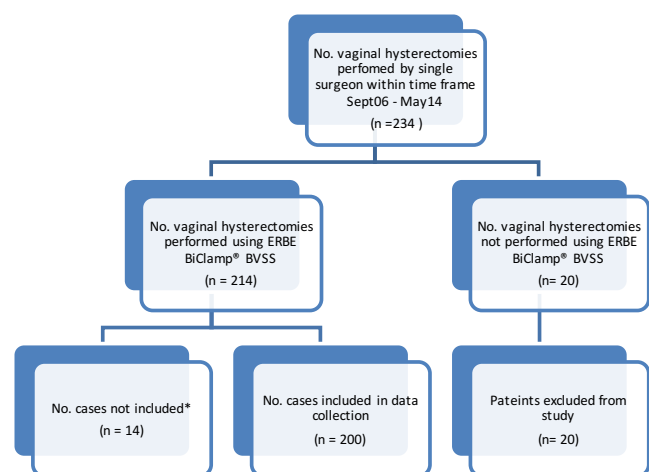 No. vaginal hysterectomies
perfomed by single
surgeon within time frame
Sept06 - May14
(n =234 )
No. vaginal hysterectomies
performed using ERBE
BiClamp® BVSS
(n = 214)
No. vaginal hysterectomies
not performed using ERBE
BiClamp® BVSS
(n= 20)
No. cases not included*
(n = 14)
No. cases included in data
collection
(n = 200)
Pateints excluded from
study
(n= 20)